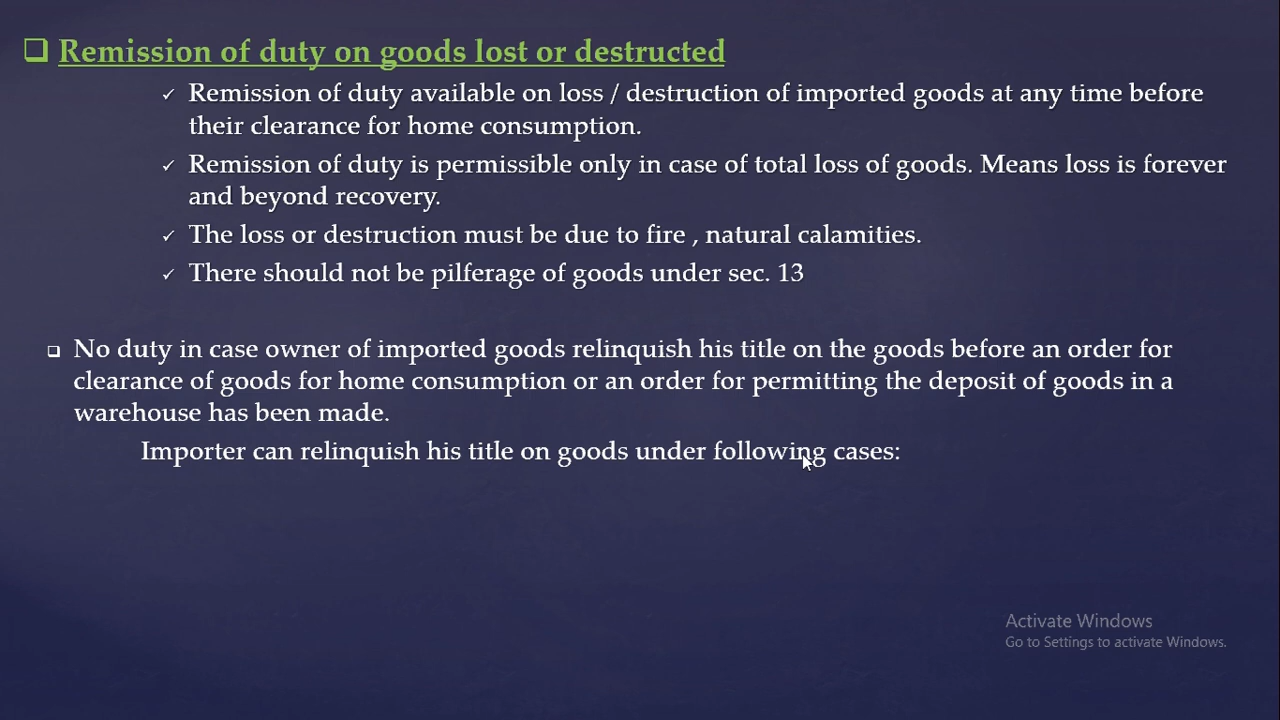 Remission of duty on goods lost or destructed
Remission of duty available on loss / destruction of imported goods at any time before
their clearance for home consumption.
Remission of duty is permissible only in case of total loss of goods. Means loss is forever
and beyond recovery.
The loss or destruction must be due to fire , natural calamities.
There should not be pilferage of goods under sec. 13
No duty in case owner of imported goods relinquish his title on the goods before an order for
clearance of goods for home consumption or an order for permitting the deposit of goods in a
warehouse has been made.
Importer can relinquish his title on goods under following cases:
Activate Windows
Go to Settings to activate Windows.